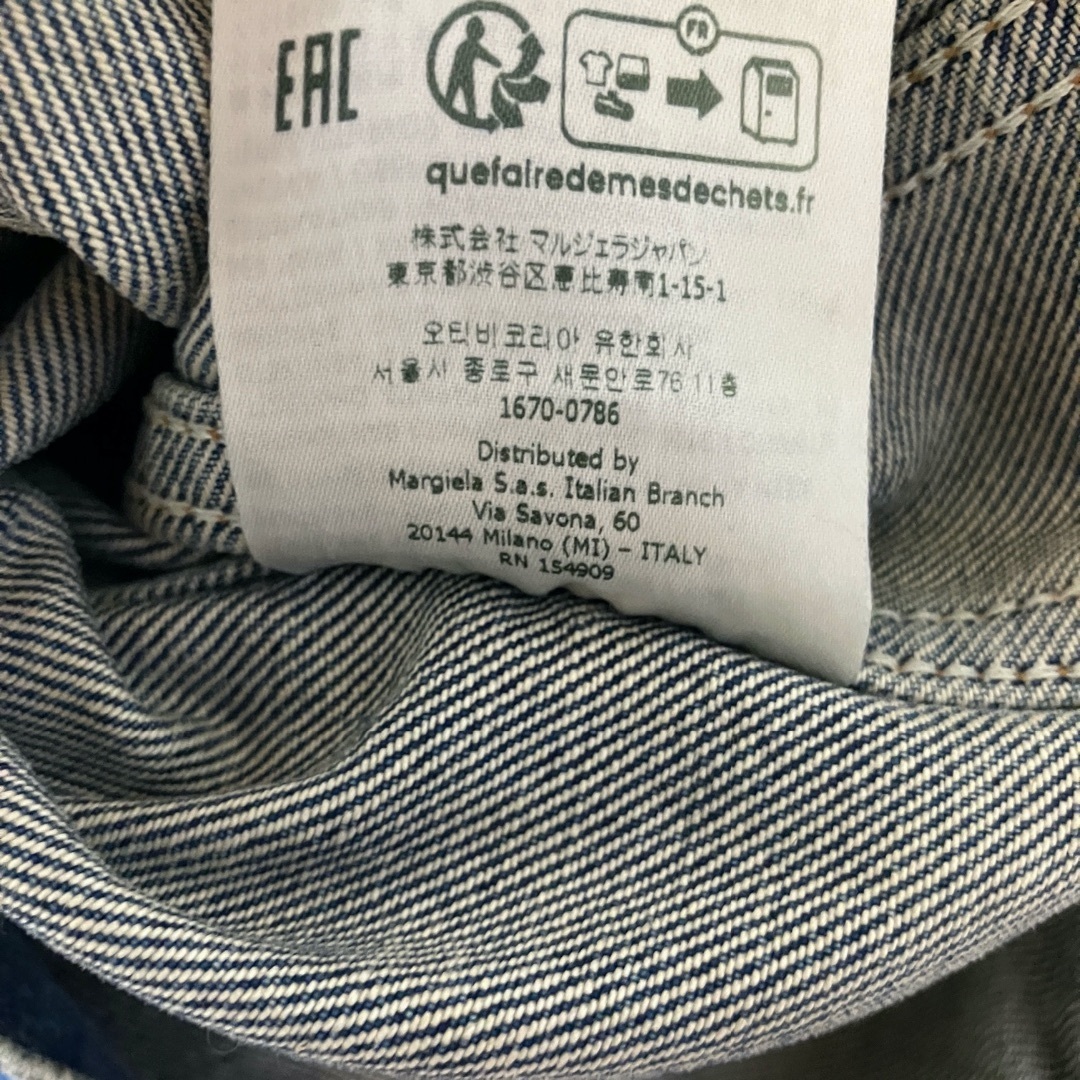 EAC
FR
quefairedemesdechets.fr
株式会社 マルジェラジャパン
東京都渋谷区恵比寿南1-15-1
오티비코리아 유한회사
서울시 종로구 새문안로76 11층
1670-0786
Distributed by
Margiela S.a.s. Italian Branch
Via Savona, 60
20144 Milano (MI) – ITALY
RN 154909